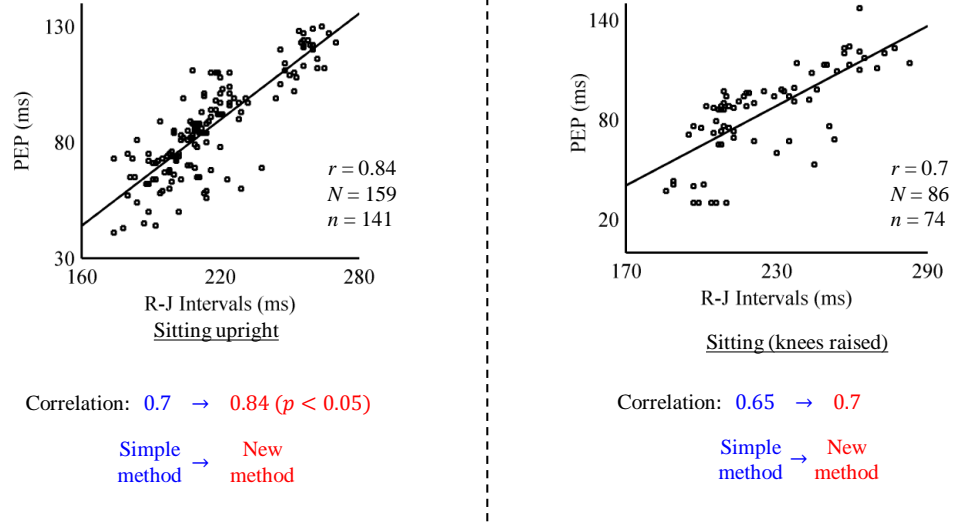 130
80
30
PEP (ms)
r = 0.84
N = 159
n = 141
160 220 280
R-J Intervals (ms)
Sitting upright
Correlation: 0.7 → 0.84 (p < 0.05)
Simple method → New method
140
80
20
PEP (ms)
r = 0.7
N = 86
n = 74
170 230 290
R-J Intervals (ms)
Sitting (knees raised)
Correlation: 0.65 → 0.7
Simple method → New method